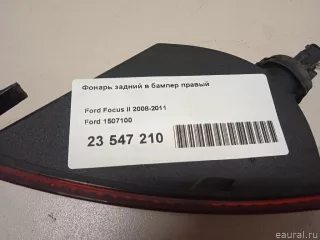 Фонарь задний в бампер правый
Ford Focus II 2008-2011
Ford 1507100
23 547 210
eaural.ru